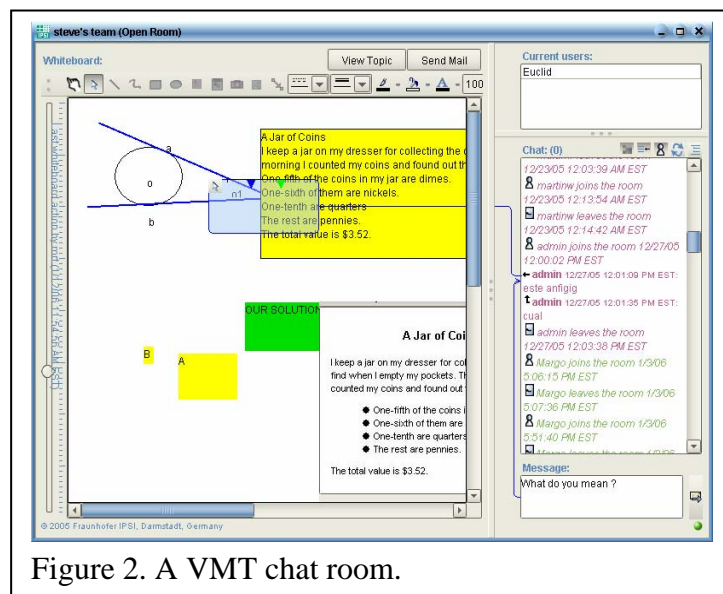 steve's team (Open Room)
Whiteboard:
View Topic
Send Mail
100
a
o
b
n1
A Jar of Coins
I keep a jar on my dresser for collecting the
morning I counted my coins and found out th
One-fifth of the coins in my jar are dimes.
One-sixth of them are nickels.
One-tenth are quarters
The rest are pennies.
The total value is $3.52.
OUR SOLUTION
B
A
A Jar of Coi
I keep a jar on my dresser for col
find when I empty my pockets. Th
counted my coins and found out
One-fifth of the coins i
One-sixth of them are
One-tenth are quarters
The rest are pennies.
The total value is $3.52.
© 2005 Fraunhofer IPSI, Darmstadt, Germany
Current users:
Euclid
Chat: (0)
12/23/05 12:03:39 AM EST
martinw joins the room
12/23/05 12:13:54 AM EST
martinw leaves the room
12/23/05 12:14:42 AM EST
admin joins the room 12/27/05
12:00:02 PM EST
admin 12/27/05 12:01:09 PM EST:
este anfigig
admin 12/27/05 12:01:35 PM EST:
cual
admin leaves the room
12/27/05 12:03:38 PM EST
Margo joins the room 1/3/06
5:06:15 PM EST
Margo leaves the room 1/3/06
5:07:36 PM EST
Margo joins the room 1/3/06
5:51:40 PM EST
Message:
What do you mean ?
Figure 2. A VMT chat room.